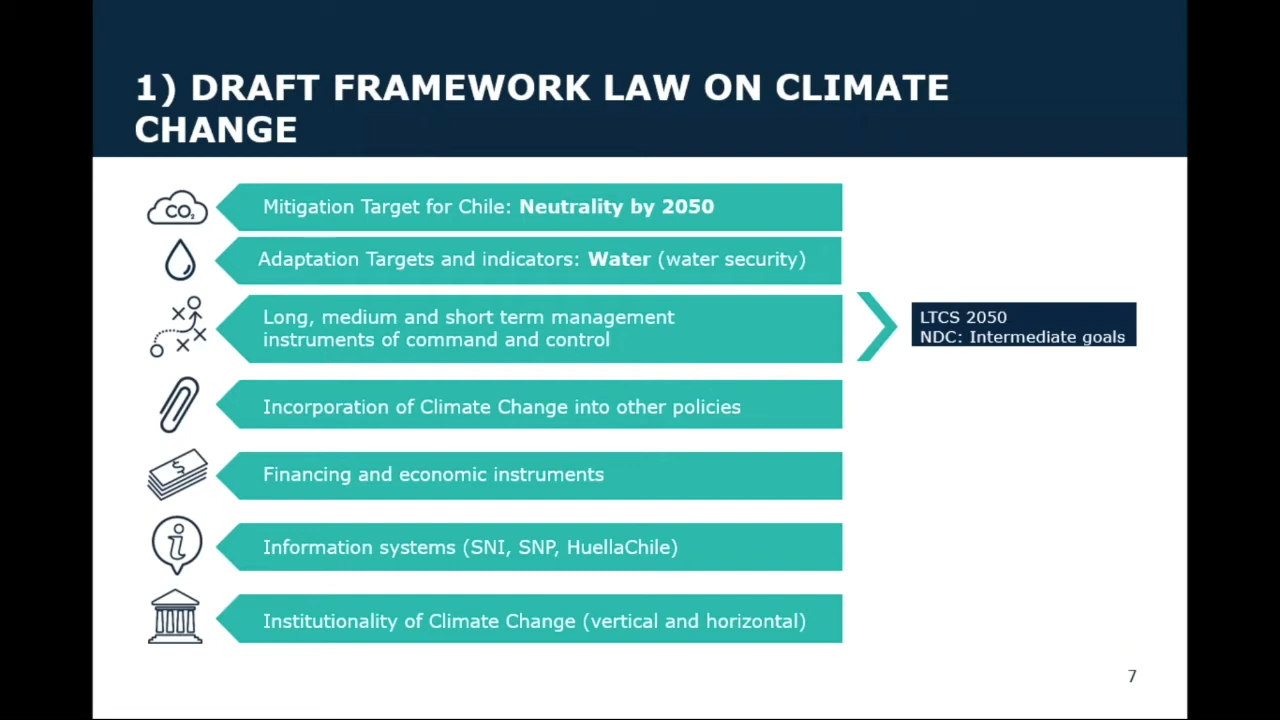 1) DRAFT FRAMEWORK LAW ON CLIMATE
CHANGE
CO₂
Mitigation Target for Chile: Neutrality by 2050
Adaptation Targets and indicators: Water (water security)
Long, medium and short term management
instruments of command and control
LTCS 2050
NDC: Intermediate goals
Incorporation of Climate Change into other policies
$
Financing and economic instruments
i
Information systems (SNI, SNP, HuellaChile)
Institutionality of Climate Change (vertical and horizontal)
7